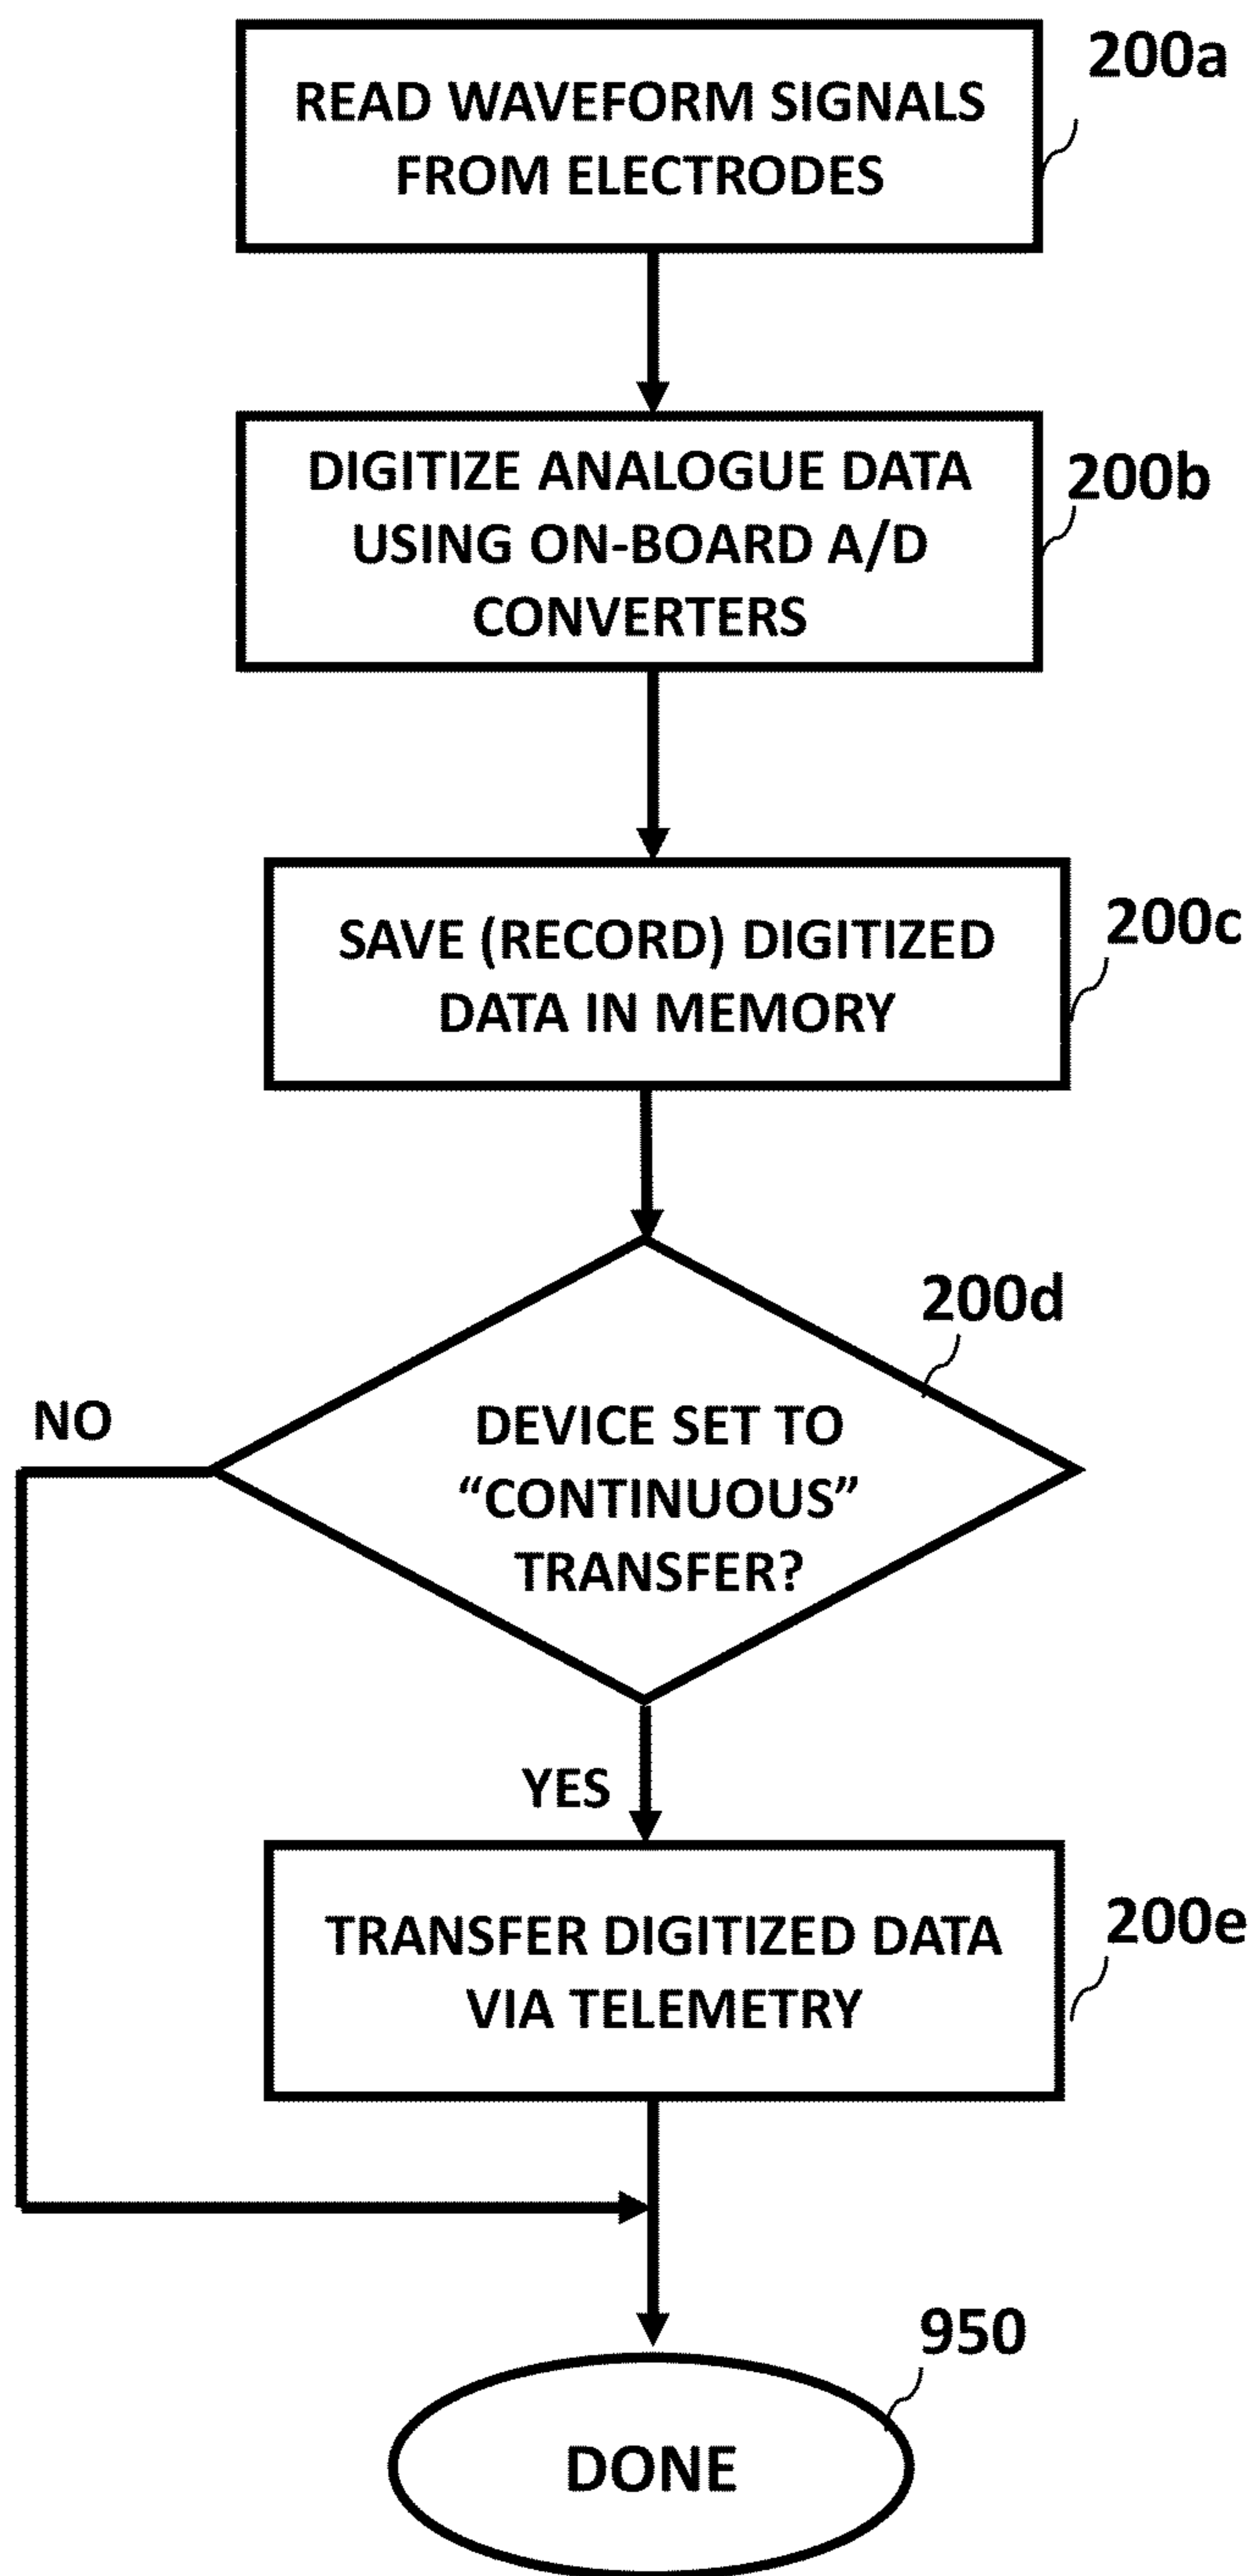 200a
READ WAVEFORM SIGNALS
FROM ELECTRODES
200b
DIGITIZE ANALOGUE DATA
USING ON-BOARD A/D
CONVERTERS
200c
SAVE (RECORD) DIGITIZED
DATA IN MEMORY
200d
NO
DEVICE SET TO
“CONTINUOUS”
TRANSFER?
YES
200e
TRANSFER DIGITIZED DATA
VIA TELEMETRY
950
DONE